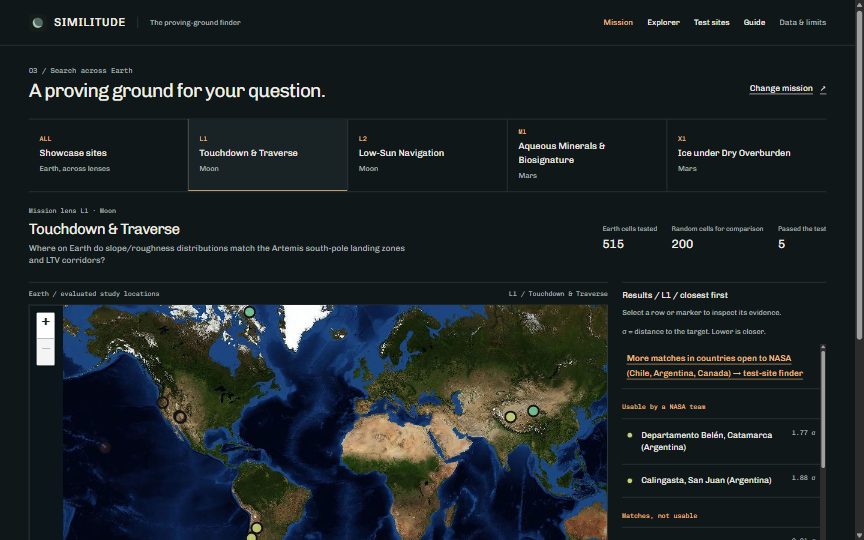 SIMILITUDE
The proving-ground finder
Mission
Explorer
Test sites
Guide
Data & limits
03 / Search across Earth
A proving ground for your question.
Change mission ↗
ALL
Showcase sites
Earth, across lenses
L1
Touchdown & Traverse
Moon
L2
Low-Sun Navigation
Moon
M1
Aqueous Minerals &
Biosignature
Mars
X1
Ice under Dry Overburden
Mars
Mission lens L1 · Moon
Touchdown & Traverse
Where on Earth do slope/roughness distributions match the Artemis south-pole landing zones
and LTV corridors?
Earth cells tested
515
Random cells for comparison
200
Passed the test
5
Earth / evaluated study locations
L1 / Touchdown & Traverse
+
−
Results / L1 / closest first
Select a row or marker to inspect its evidence.
σ = distance to the target. Lower is closer.
More matches in countries open to NASA
(Chile, Argentina, Canada) → test-site finder
Usable by a NASA team
Departamento Belén, Catamarca
(Argentina)
1.77 σ
Calingasta, San Juan (Argentina)
1.88 σ
Matches, not usable